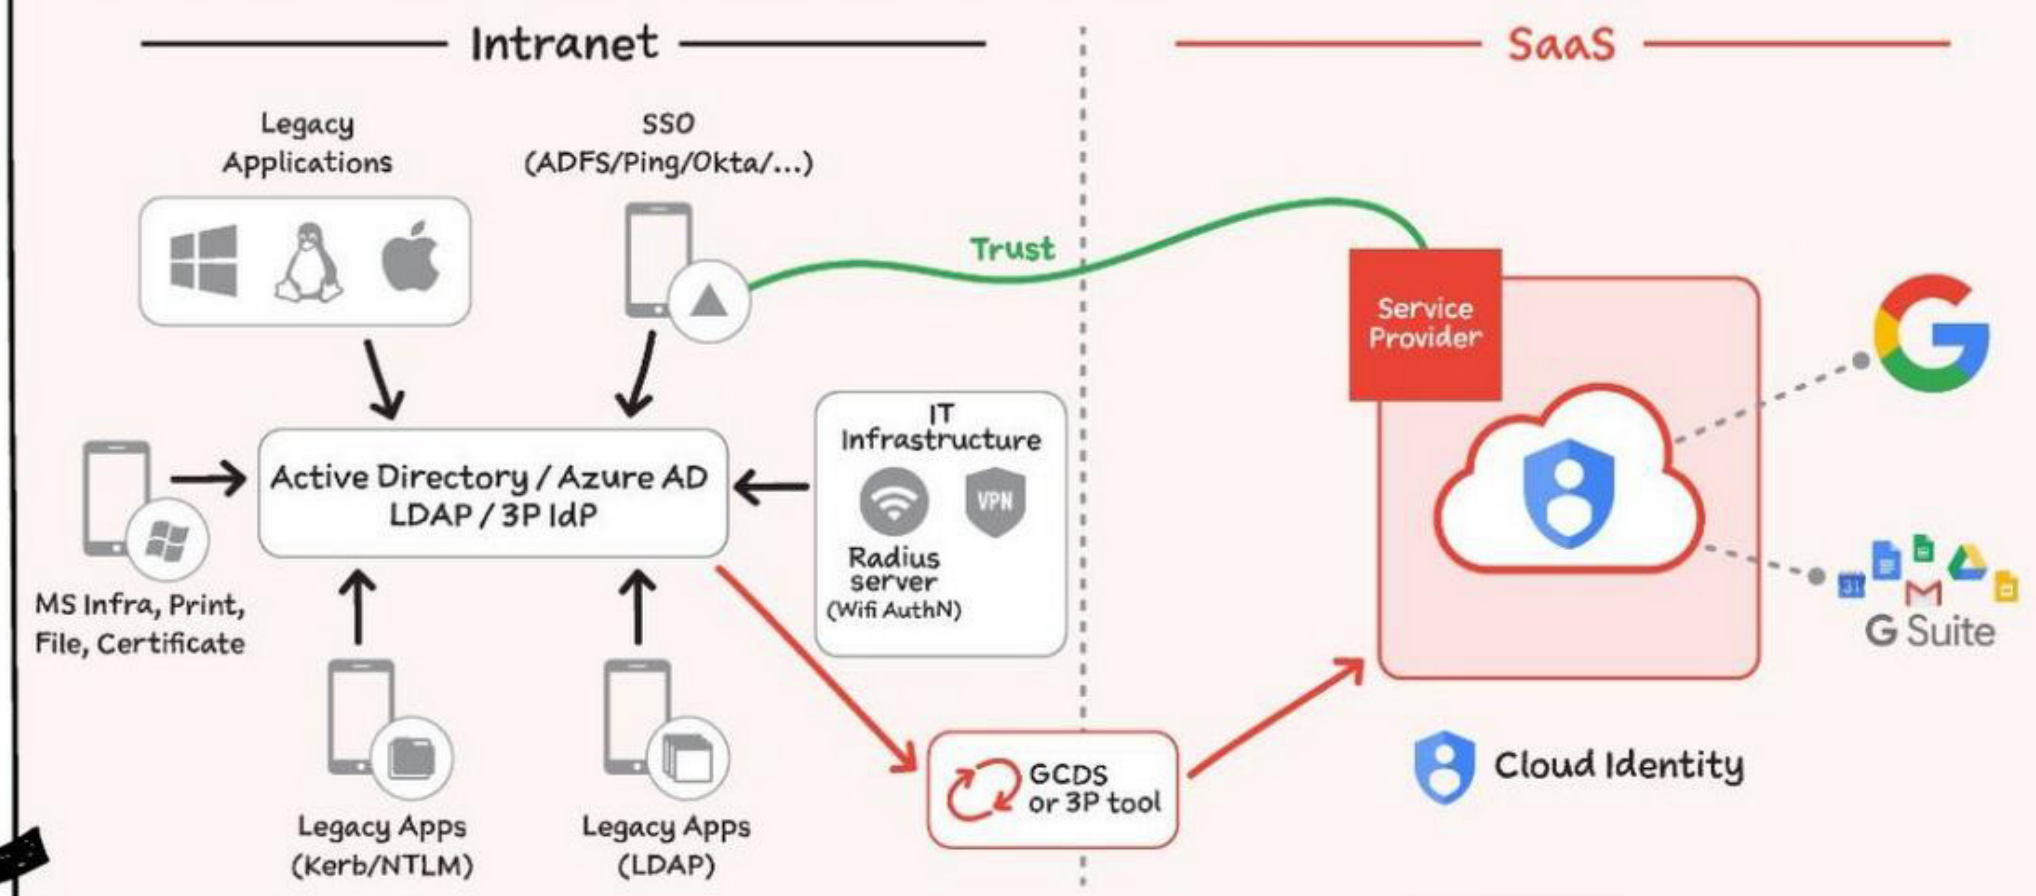 Intranet
SaaS
Legacy
Applications
SSO
(ADFS/Ping/Okta/...)
Trust
Service
Provider
IT
Infrastructure
VPN
Radius
server
(Wifi AuthN)
Active Directory / Azure AD
LDAP / 3P IdP
MS Infra, Print,
File, Certificate
Legacy Apps
(Kerb/NTLM)
Legacy Apps
(LDAP)
GCDS
or 3P tool
G
31
G Suite
Cloud Identity